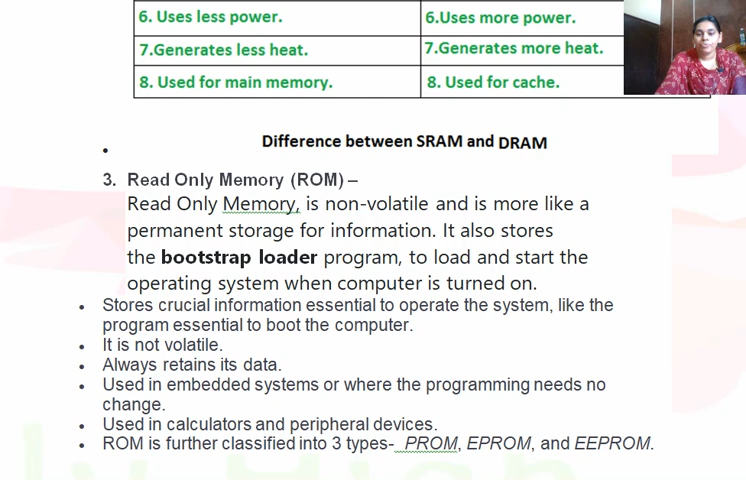 6. Uses less power.
6.Uses more power.
7.Generates less heat.
7.Generates more heat.
8. Used for main memory.
8. Used for cache.
Difference between SRAM and DRAM
3. Read Only Memory (ROM) –
Read Only Memory, is non-volatile and is more like a
permanent storage for information. It also stores
the bootstrap loader program, to load and start the
operating system when computer is turned on.
• Stores crucial information essential to operate the system, like the
program essential to boot the computer.
• It is not volatile.
• Always retains its data.
• Used in embedded systems or where the programming needs no
change.
• Used in calculators and peripheral devices.
• ROM is further classified into 3 types- PROM, EPROM, and EEPROM.